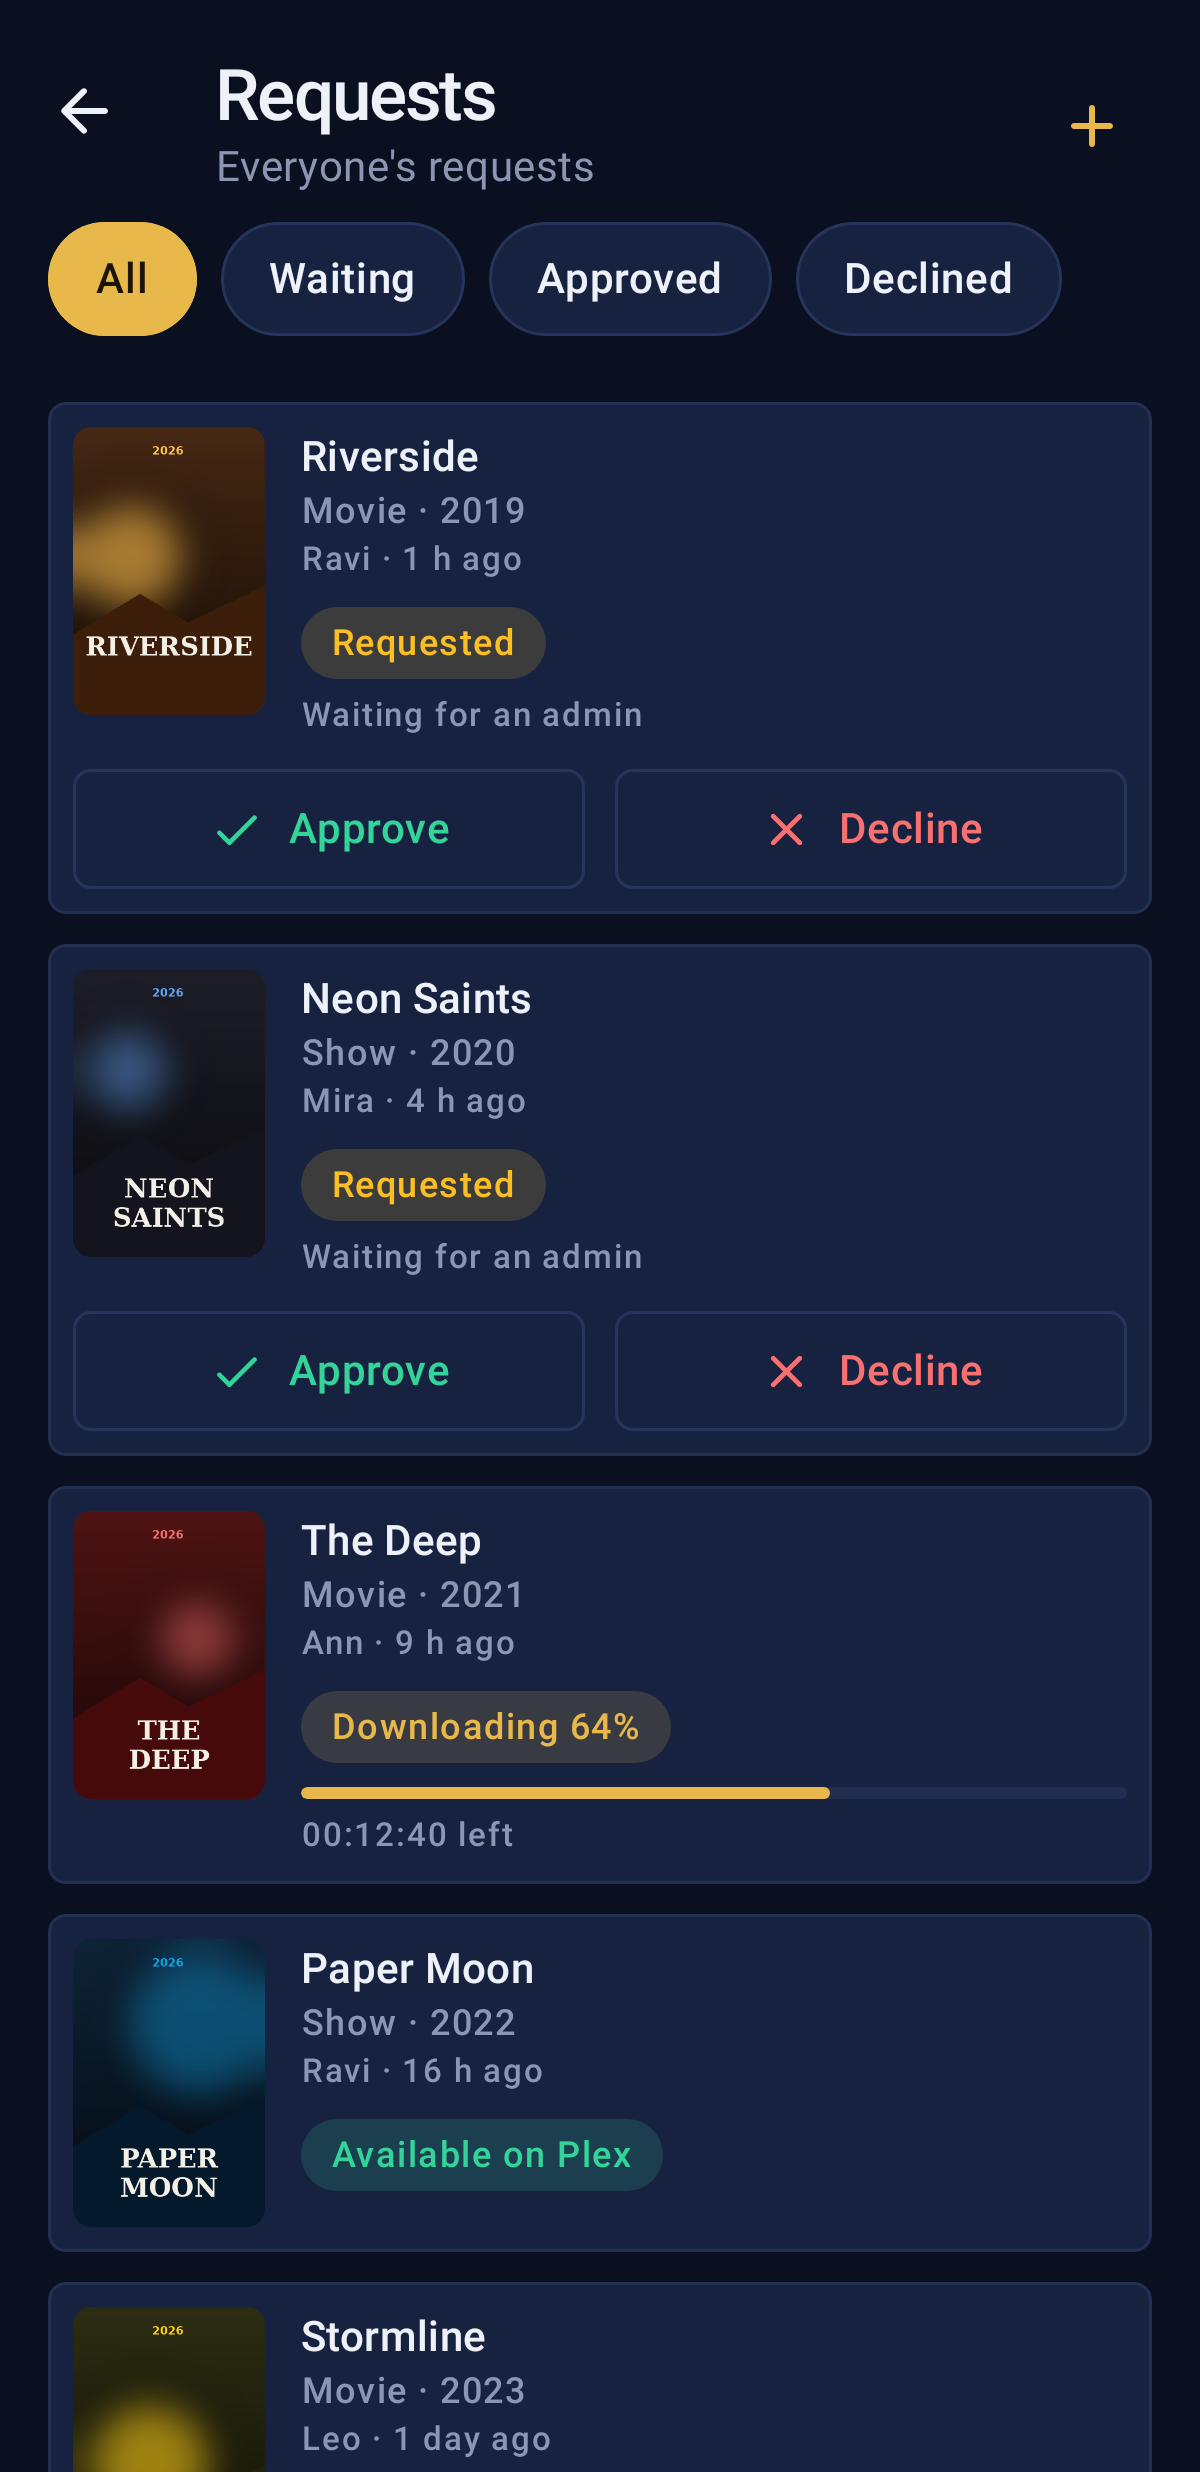 Requests
Everyone's requests
All
Waiting
Approved
Declined
2026
RIVERSIDE
Riverside
Movie · 2019
Ravi · 1 h ago
Requested
Waiting for an admin
Approve
Decline
2026
NEON
SAINTS
Neon Saints
Show · 2020
Mira · 4 h ago
Requested
Waiting for an admin
Approve
Decline
2026
THE
DEEP
The Deep
Movie · 2021
Ann · 9 h ago
Downloading 64%
00:12:40 left
2026
PAPER
MOON
Paper Moon
Show · 2022
Ravi · 16 h ago
Available on Plex
2026
Stormline
Movie · 2023
Leo · 1 day ago